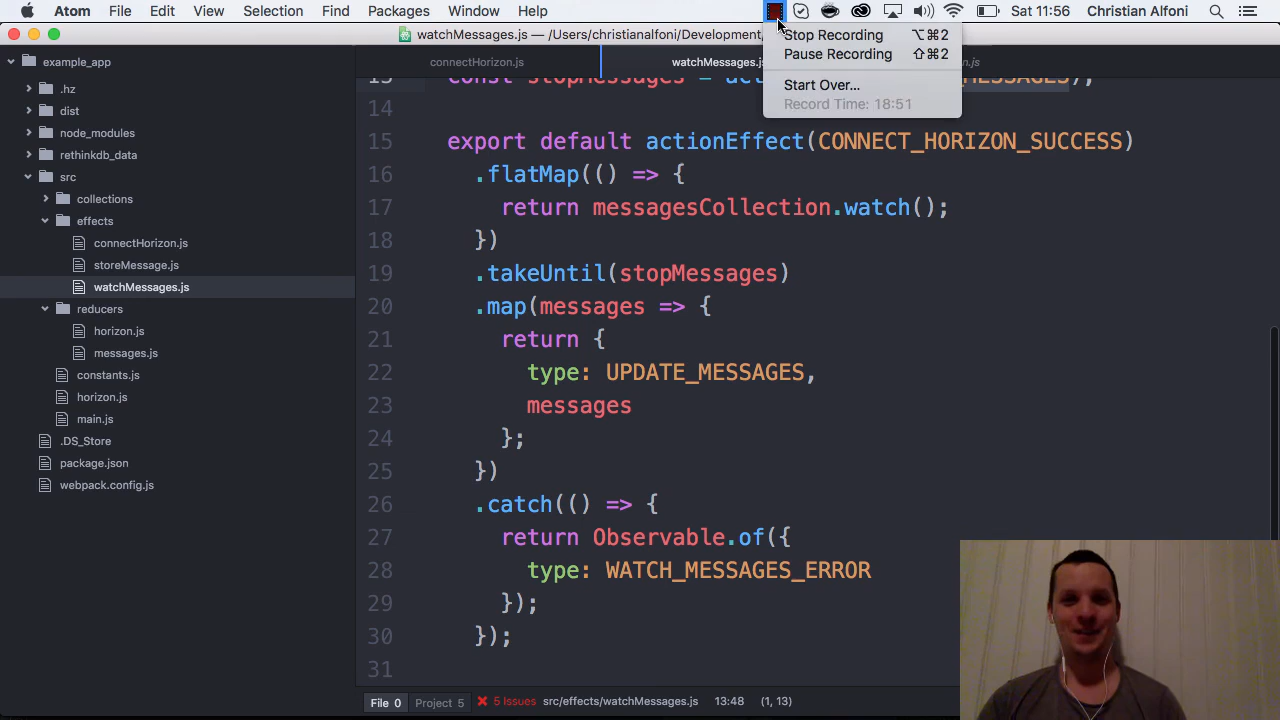 Atom File Edit View Selection Find Packages Window Help Sat 11:56 Christian Alfoni
watchMessages.js — /Users/christianalfoni/Development,
Stop Recording ⌥⌘2
Pause Recording ⇧⌘2
Start Over...
Record Time: 18:51
example_app
.hz
dist
node_modules
rethinkdb_data
src
collections
effects
connectHorizon.js
storeMessage.js
watchMessages.js
reducers
horizon.js
messages.js
constants.js
horizon.js
main.js
.DS_Store
package.json
webpack.config.js
connectHorizon.js watchMessages.js n.js
13 const stopMessages = act MESSAGES);
14
15 export default actionEffect(CONNECT_HORIZON_SUCCESS)
16 .flatMap(() => {
17 return messagesCollection.watch();
18 })
19 .takeUntil(stopMessages)
20 .map(messages => {
21 return {
22 type: UPDATE_MESSAGES,
23 messages
24 };
25 })
26 .catch(() => {
27 return Observable.of({
28 type: WATCH_MESSAGES_ERROR
29 });
30 });
31
File 0 Project 5 5 Issues src/effects/watchMessages.js 13:48 (1, 13)